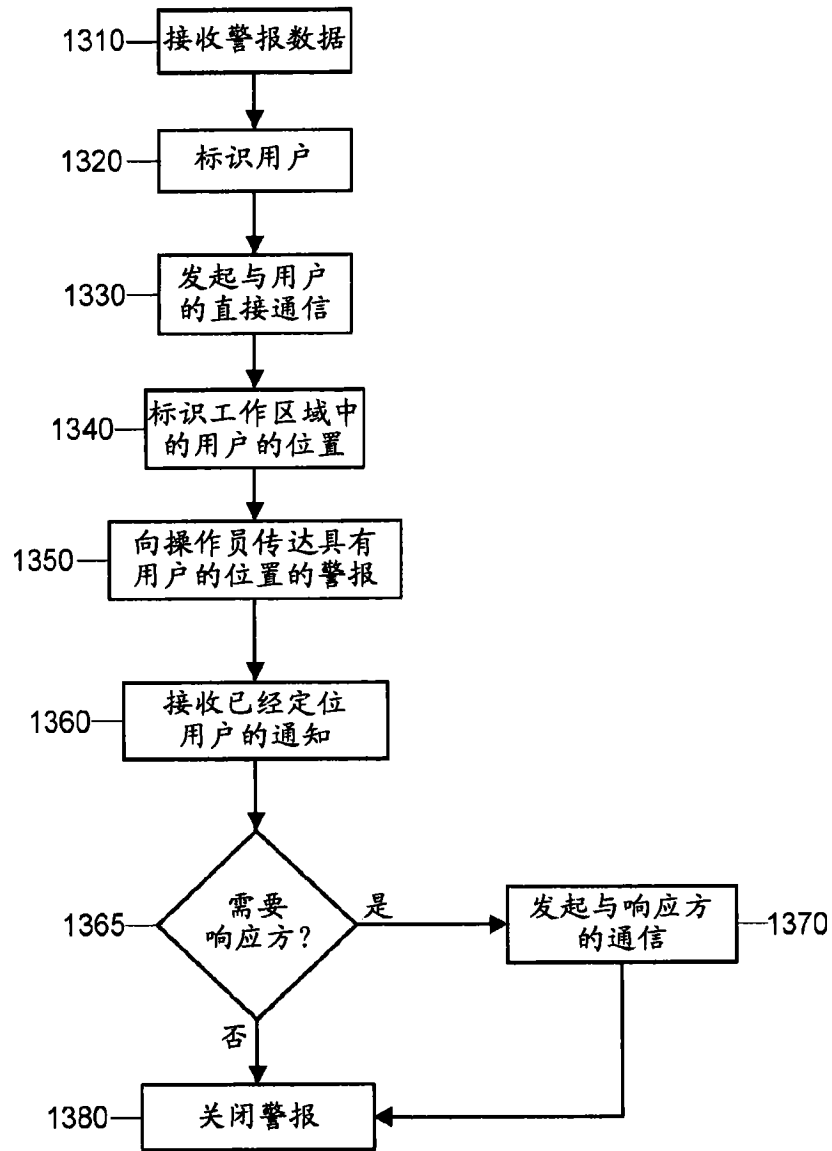 1310
接收警报数据
1320
标识用户
1330
发起与用户
的直接通信
1340
标识工作区域中
的用户的位置
1350
向操作员传达具有
用户的位置的警报
1360
接收已经定位
用户的通知
1365
需要
响应方?
是
发起与响应方
的通信
1370
否
1380
关闭警报